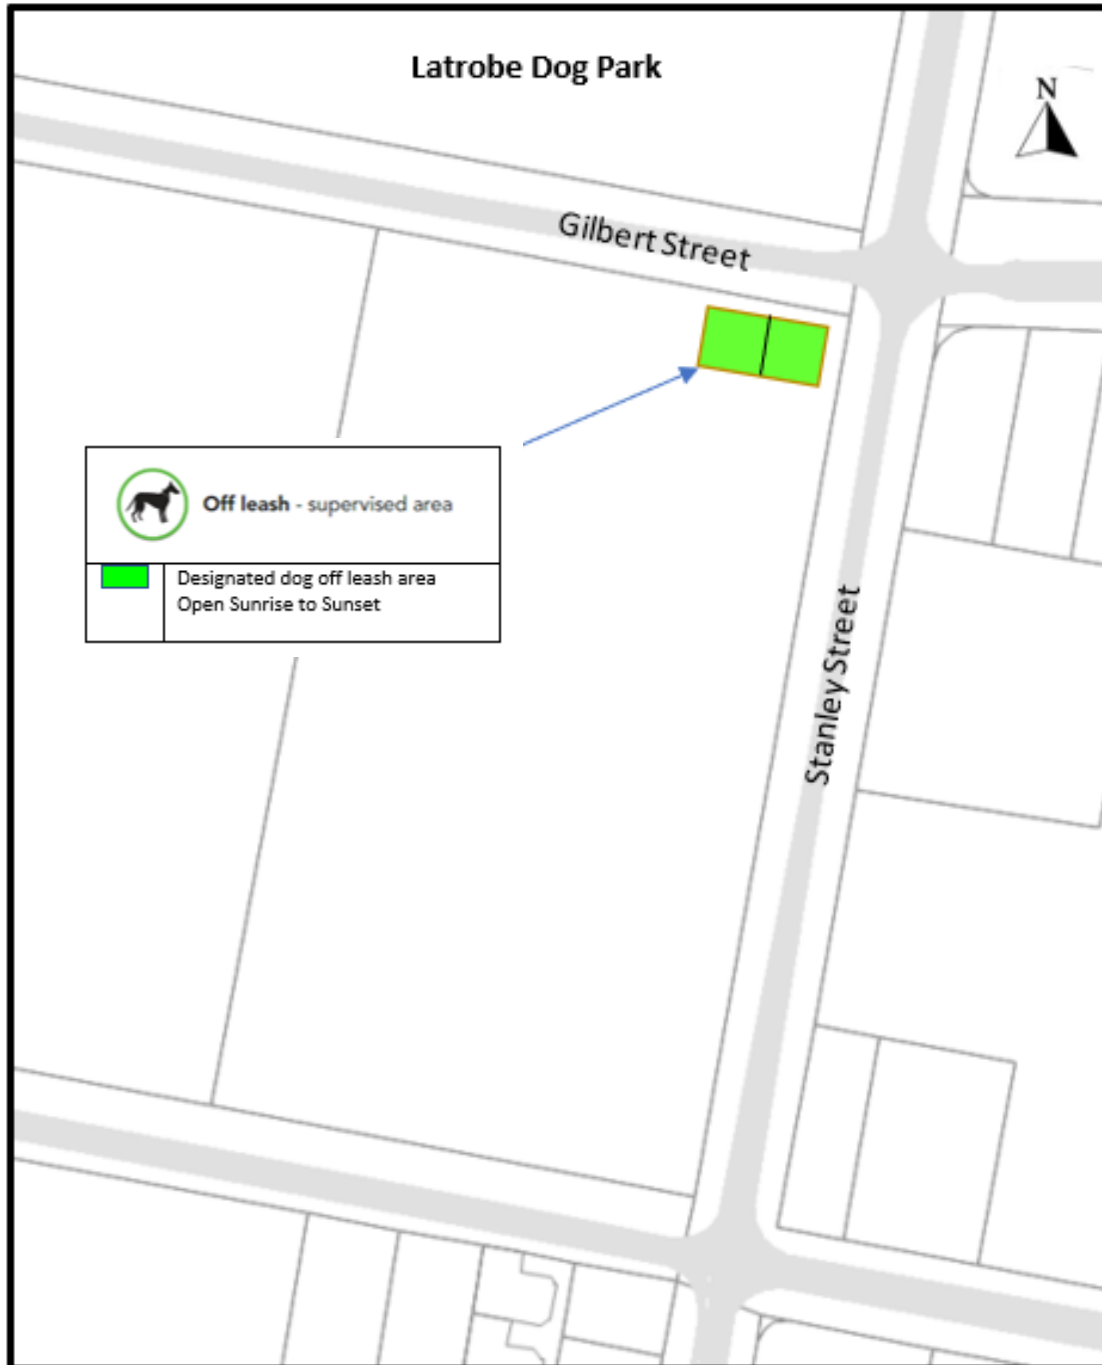 Latrobe Dog Park
N
Gilbert Street
Off leash - supervised area
Designated dog off leash area
Open Sunrise to Sunset
Stanley Street